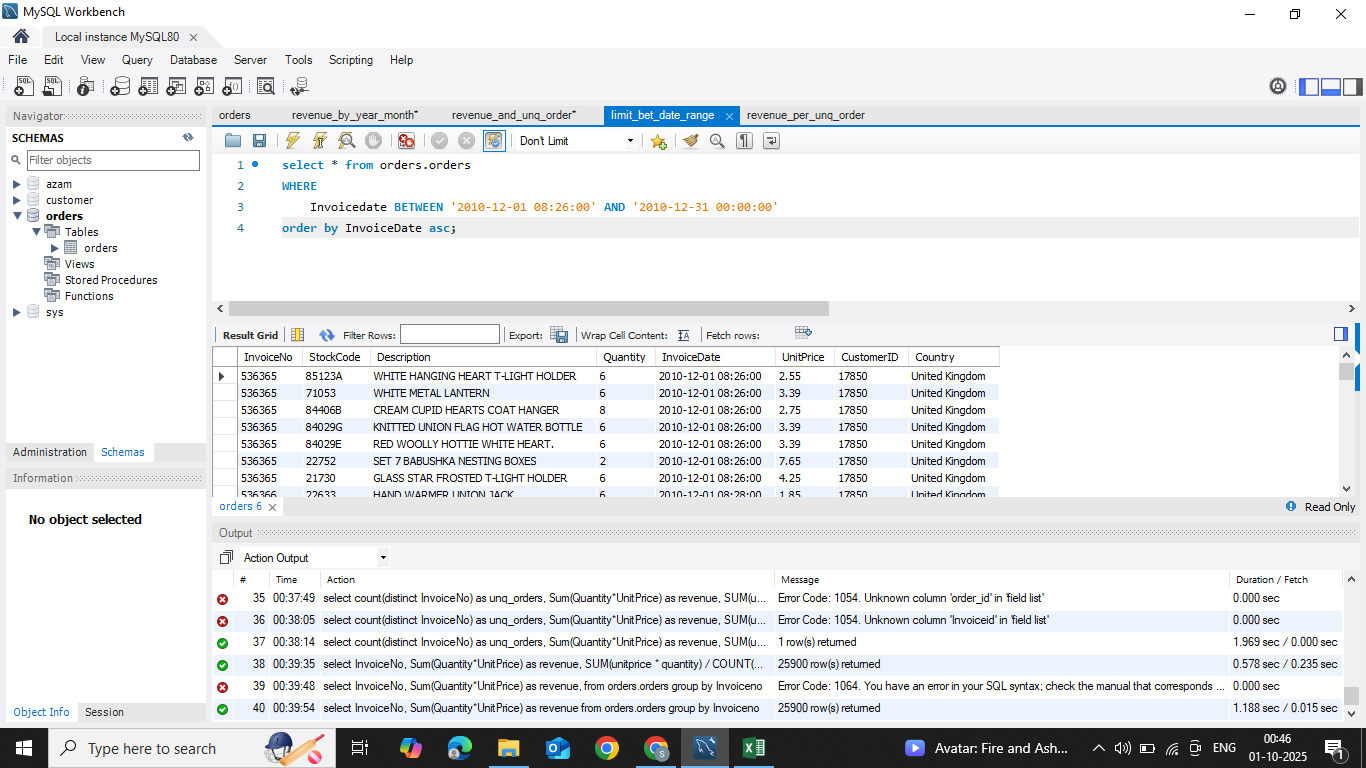 MySQL Workbench
Local instance MySQL80
File Edit View Query Database Server Tools Scripting Help
Navigator
SCHEMAS
Filter objects
azam
customer
orders
Tables
orders
Views
Stored Procedures
Functions
sys
Administration Schemas
Information
No object selected
Object Info Session
orders revenue_by_year_month* revenue_and_unq_order* limit_bet_date_range revenue_per_unq_order
Don't Limit
1 select * from orders.orders
2 WHERE
3 Invoicedate BETWEEN '2010-12-01 08:26:00' AND '2010-12-31 00:00:00'
4 order by InvoiceDate asc;
Result Grid Filter Rows: Export: Wrap Cell Content: Fetch rows:
InvoiceNo StockCode Description Quantity InvoiceDate UnitPrice CustomerID Country
536365 85123A WHITE HANGING HEART T-LIGHT HOLDER 6 2010-12-01 08:26:00 2.55 17850 United Kingdom
536365 71053 WHITE METAL LANTERN 6 2010-12-01 08:26:00 3.39 17850 United Kingdom
536365 84406B CREAM CUPID HEARTS COAT HANGER 8 2010-12-01 08:26:00 2.75 17850 United Kingdom
536365 84029G KNITTED UNION FLAG HOT WATER BOTTLE 6 2010-12-01 08:26:00 3.39 17850 United Kingdom
536365 84029E RED WOOLLY HOTTIE WHITE HEART. 6 2010-12-01 08:26:00 3.39 17850 United Kingdom
536365 22752 SET 7 BABUSHKA NESTING BOXES 2 2010-12-01 08:26:00 7.65 17850 United Kingdom
536365 21730 GLASS STAR FROSTED T-LIGHT HOLDER 6 2010-12-01 08:26:00 4.25 17850 United Kingdom
536366 22633 HAND WARMER UNION JACK 6 2010-12-01 08:28:00 1.85 17850 United Kingdom
orders 6
Read Only
Output
Action Output
# Time Action Message Duration / Fetch
35 00:37:49 select count(distinct InvoiceNo) as unq_orders, Sum(Quantity*UnitPrice) as revenue, SUM(u... Error Code: 1054. Unknown column 'order_id' in 'field list' 0.000 sec
36 00:38:05 select count(distinct InvoiceNo) as unq_orders, Sum(Quantity*UnitPrice) as revenue, SUM(u... Error Code: 1054. Unknown column 'Invoiceid' in 'field list' 0.000 sec
37 00:38:14 select count(distinct InvoiceNo) as unq_orders, Sum(Quantity*UnitPrice) as revenue, SUM(u... 1 row(s) returned 1.969 sec / 0.000 sec
38 00:39:35 select InvoiceNo, Sum(Quantity*UnitPrice) as revenue, SUM(unitprice * quantity) / COUNT(... 25900 row(s) returned 0.578 sec / 0.235 sec
39 00:39:48 select InvoiceNo, Sum(Quantity*UnitPrice) as revenue, from orders.orders group by Invoiceno Error Code: 1064. You have an error in your SQL syntax; check the manual that corresponds ... 0.000 sec
40 00:39:54 select InvoiceNo, Sum(Quantity*UnitPrice) as revenue from orders.orders group by Invoiceno 25900 row(s) returned 1.188 sec / 0.015 sec
Type here to search
Avatar: Fire and Ash...
ENG
00:46
01-10-2025
1